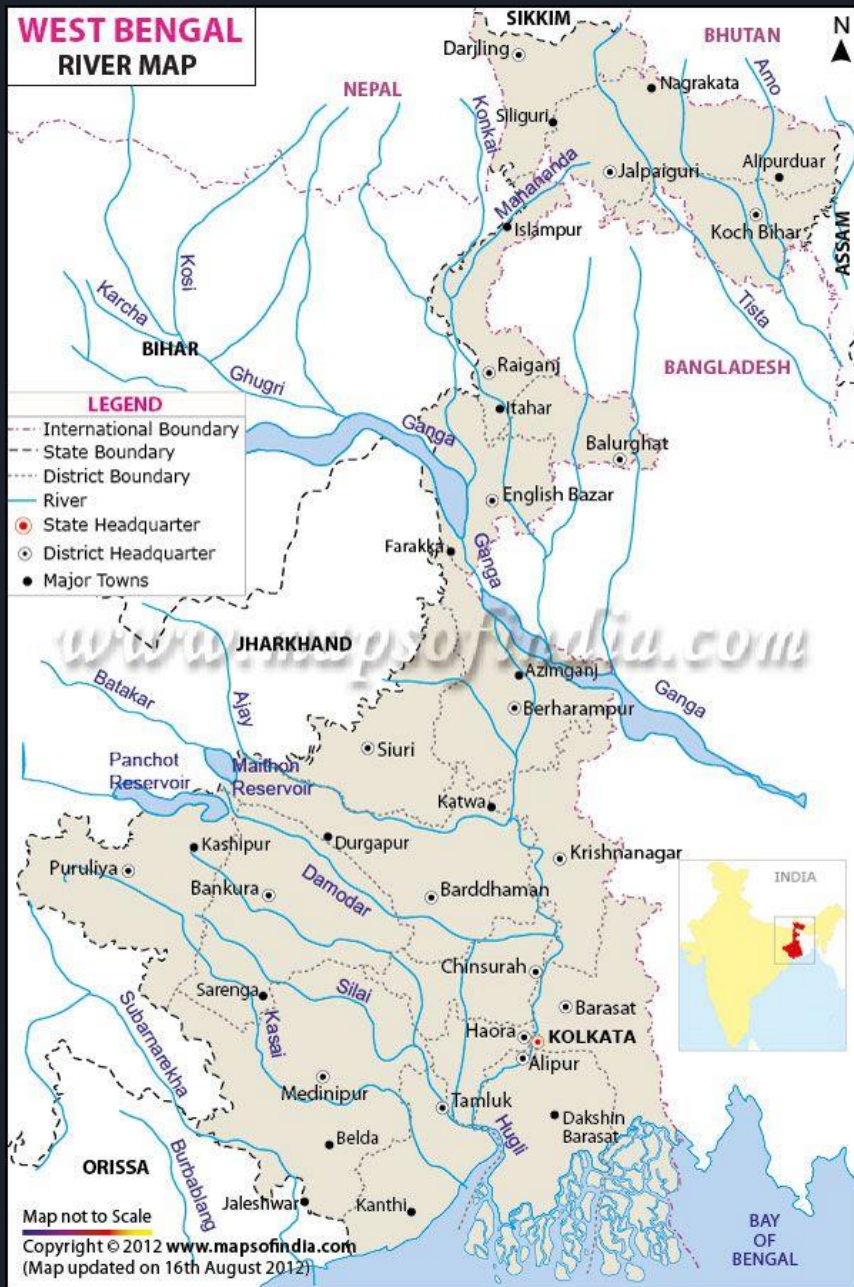 WEST BENGAL
RIVER MAP
SIKKIM
BHUTAN
N
Darjling
NEPAL
Nagrakata
Amo
Konkai
Siliguri
Mahananda
Jalpaiguri
Alipurduar
Islampur
Koch Bihar
ASSAM
Kosi
Karcha
Tista
BIHAR
Ghugri
Raiganj
BANGLADESH
LEGEND
International Boundary
State Boundary
District Boundary
River
State Headquarter
District Headquarter
Major Towns
Itahar
Ganga
Balurghat
English Bazar
Farakka
Ganga
www.mapsofindia.com
JHARKHAND
Azimganj
Ganga
Batakar
Ajay
Berharampur
Siuri
Panchot
Reservoir
Maithon
Reservoir
Katwa
Kashipur
Durgapur
Krishnanagar
Puruliya
Damodar
Bankura
Barddhaman
INDIA
Chinsurah
Sarenga
Silai
Kasai
Barasat
Subarnarekha
Haora
KOLKATA
Alipur
Medinipur
Tamluk
Hugli
Dakshin
Barasat
Belda
ORISSA
Burbablang
Jaleshwar
Kanthi
BAY
OF
BENGAL
Map not to Scale
Copyright © 2012 www.mapsofindia.com
(Map updated on 16th August 2012)